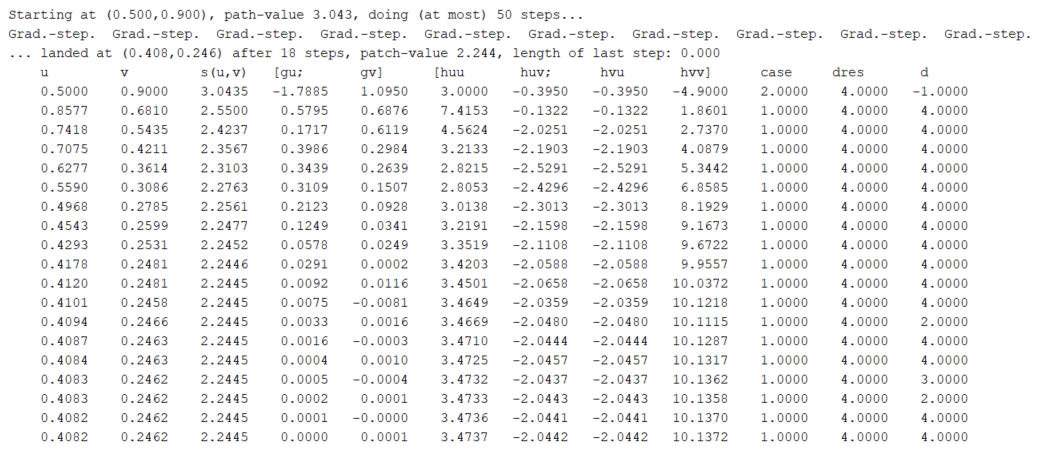 Starting at (0.500,0.900), path-value 3.043, doing (at most) 50 steps...
Grad.-step. Grad.-step. Grad.-step. Grad.-step. Grad.-step. Grad.-step. Grad.-step. Grad.-step. Grad.-step. Grad.-step.
... landed at (0.408,0.246) after 18 steps, patch-value 2.244, length of last step: 0.000
u v s(u,v) [gu; gv] [huu huv; hvu hvv] case dres d
0.5000 0.9000 3.0435 -1.7885 1.0950 3.0000 -0.3950 -0.3950 -4.9000 2.0000 4.0000 -1.0000
0.8577 0.6810 2.5500 0.5795 0.6876 7.4153 -0.1322 -0.1322 1.8601 1.0000 4.0000 4.0000
0.7418 0.5435 2.4237 0.1717 0.6119 4.5624 -2.0251 -2.0251 2.7370 1.0000 4.0000 4.0000
0.7075 0.4211 2.3567 0.3986 0.2984 3.2133 -2.1903 -2.1903 4.0879 1.0000 4.0000 4.0000
0.6277 0.3614 2.3103 0.3439 0.2639 2.8215 -2.5291 -2.5291 5.3442 1.0000 4.0000 4.0000
0.5590 0.3086 2.2763 0.3109 0.1507 2.8053 -2.4296 -2.4296 6.8585 1.0000 4.0000 4.0000
0.4968 0.2785 2.2561 0.2123 0.0928 3.0138 -2.3013 -2.3013 8.1929 1.0000 4.0000 4.0000
0.4543 0.2599 2.2477 0.1249 0.0341 3.2191 -2.1598 -2.1598 9.1673 1.0000 4.0000 4.0000
0.4293 0.2531 2.2452 0.0578 0.0249 3.3519 -2.1108 -2.1108 9.6722 1.0000 4.0000 4.0000
0.4178 0.2481 2.2446 0.0291 0.0002 3.4203 -2.0588 -2.0588 9.9557 1.0000 4.0000 4.0000
0.4120 0.2481 2.2445 0.0092 0.0116 3.4501 -2.0658 -2.0658 10.0372 1.0000 4.0000 4.0000
0.4101 0.2458 2.2445 0.0075 -0.0081 3.4649 -2.0359 -2.0359 10.1218 1.0000 4.0000 4.0000
0.4094 0.2466 2.2445 0.0033 0.0016 3.4669 -2.0480 -2.0480 10.1115 1.0000 4.0000 2.0000
0.4087 0.2463 2.2445 0.0016 -0.0003 3.4710 -2.0444 -2.0444 10.1287 1.0000 4.0000 4.0000
0.4084 0.2463 2.2445 0.0004 0.0010 3.4725 -2.0457 -2.0457 10.1317 1.0000 4.0000 4.0000
0.4083 0.2462 2.2445 0.0005 -0.0004 3.4732 -2.0437 -2.0437 10.1362 1.0000 4.0000 3.0000
0.4083 0.2462 2.2445 0.0002 0.0001 3.4733 -2.0443 -2.0443 10.1358 1.0000 4.0000 2.0000
0.4082 0.2462 2.2445 0.0001 -0.0000 3.4736 -2.0441 -2.0441 10.1370 1.0000 4.0000 4.0000
0.4082 0.2462 2.2445 0.0000 0.0001 3.4737 -2.0442 -2.0442 10.1372 1.0000 4.0000 4.0000